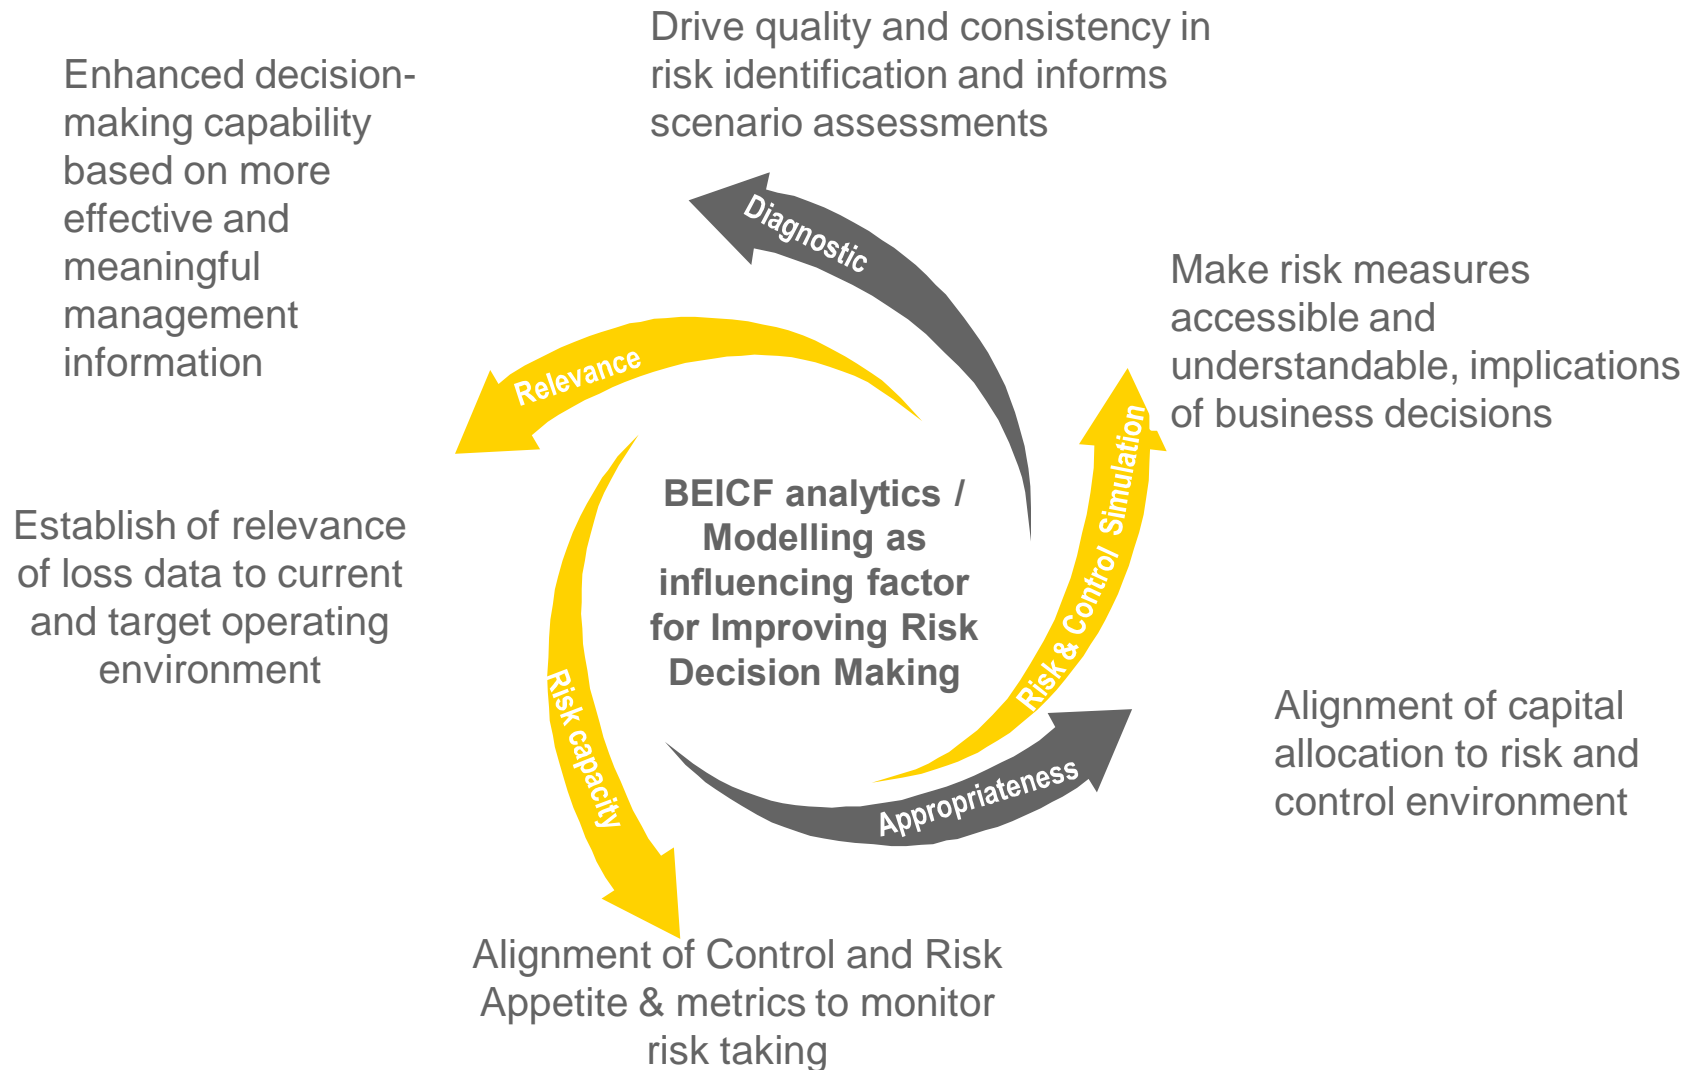 Drive quality and consistency in
risk identification and informs
scenario assessments
Enhanced decision-
making capability
based on more
effective and
meaningful
management
information
Diagnostic
Make risk measures
accessible and
understandable, implications
of business decisions
Relevance
Risk & Control Simulation
BEICF analytics /
Modelling as
influencing factor
for Improving Risk
Decision Making
Establish of relevance
of loss data to current
and target operating
environment
Risk capacity
Appropriateness
Alignment of capital
allocation to risk and
control environment
Alignment of Control and Risk
Appetite & metrics to monitor
risk taking